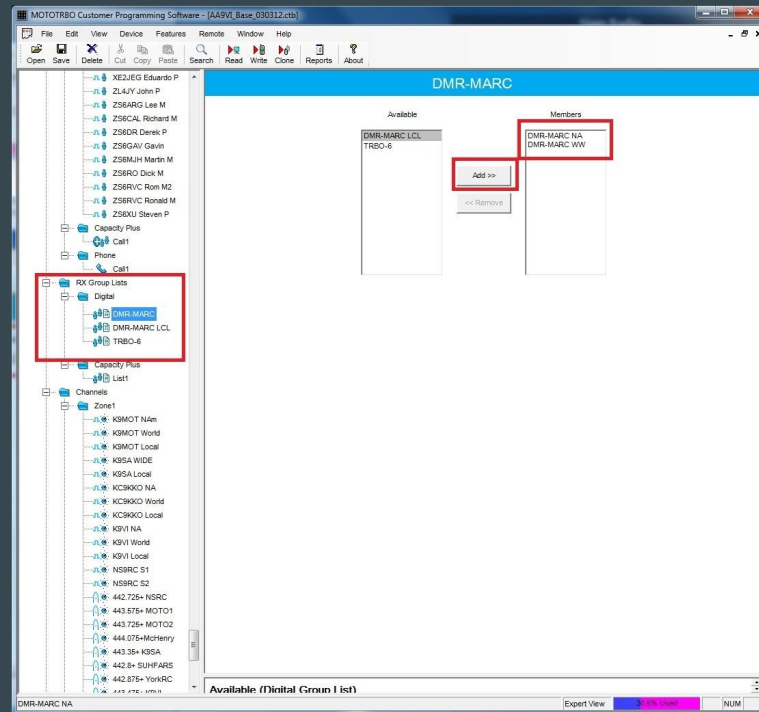 MOTOTRBO Customer Programming Software - [AA9VI_Base_030312.ctb]
File Edit View Device Features Remote Window Help
Open Save Delete Cut Copy Paste Search Read Write Clone Reports About
XE2JEG Eduardo P
ZL4JY John P
ZS6ARG Lee M
ZS6CAL Richard M
ZS6DR Derek P
ZS6GAV Gavin
ZS6MJH Martin M
ZS6RO Dick M
ZS6RVC Rom M2
ZS6RVC Ronald M
ZS6XU Steven P
Capacity Plus
Call1
Phone
Call1
RX Group Lists
Digital
DMR-MARC
DMR-MARC LCL
TRBO-6
Capacity Plus
List1
Channels
Zone1
K9MOT NAm
K9MOT World
K9MOT Local
K9SA WIDE
K9SA Local
KC9KKO NA
KC9KKO World
KC9KKO Local
K9VI NA
K9VI World
K9VI Local
NS9RC S1
NS9RC S2
442.725+ NSRC
443.575+ MOTO1
443.725+ MOTO2
444.075+McHenry
443.35+ K9SA
442.8+ SUHFARS
442.875+ YorkRC
DMR-MARC
Available
Members
DMR-MARC LCL
TRBO-6
Add >>
<< Remove
DMR-MARC NA
DMR-MARC WW
Available (Digital Group List)
DMR-MARC NA
Expert View
Used
NUM